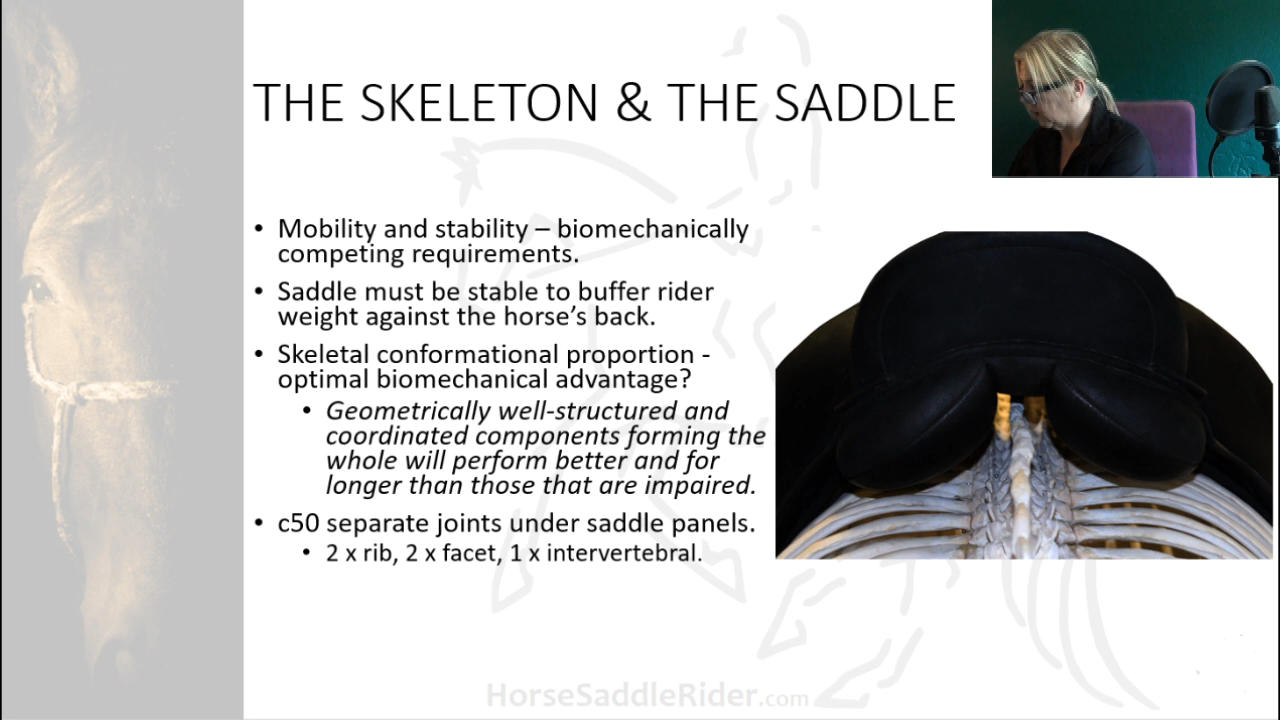 THE SKELETON & THE SADDLE
• Mobility and stability – biomechanically
competing requirements.
• Saddle must be stable to buffer rider
weight against the horse’s back.
• Skeletal conformational proportion -
optimal biomechanical advantage?
• Geometrically well-structured and
coordinated components forming the
whole will perform better and for
longer than those that are impaired.
• c50 separate joints under saddle panels.
• 2 x rib, 2 x facet, 1 x intervertebral.
HorseSaddleRider.com